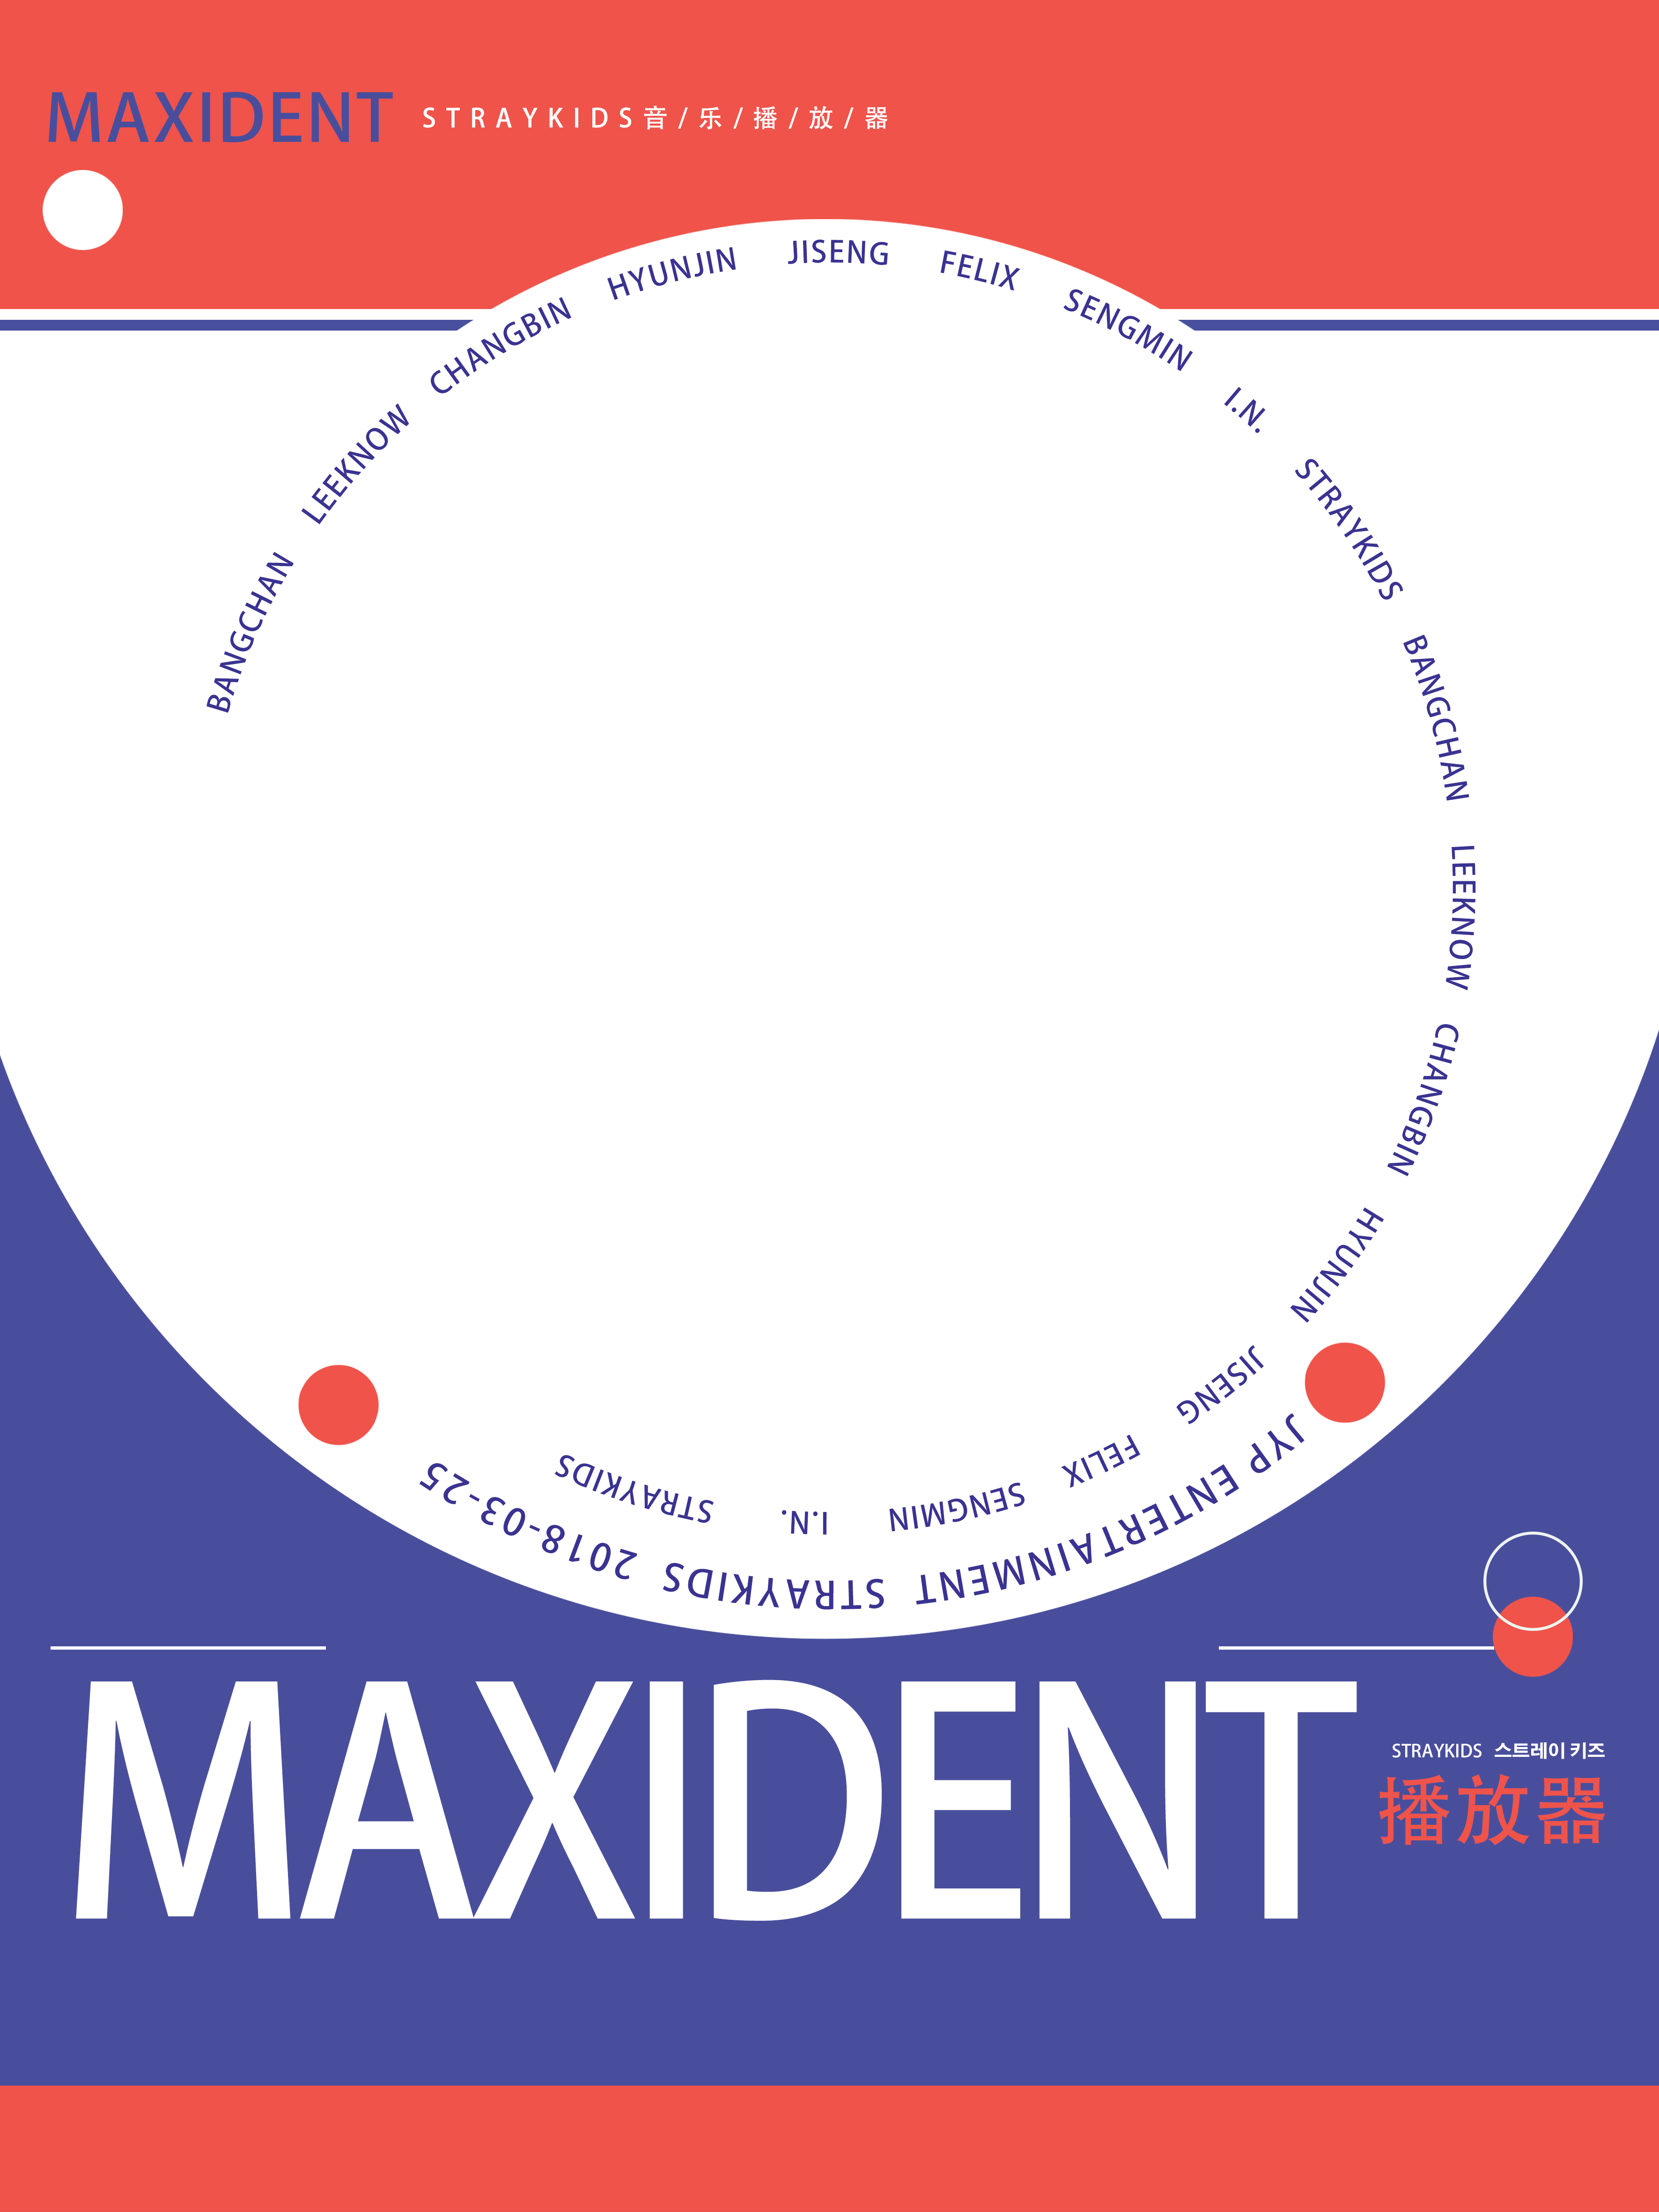 MAXIDENT
STRAYKIDS音/乐/播/放/器
BANGCHAN LEEKNOW CHANGBIN HYUNJIN JISENG FELIX SENGMIN I.N. STRAYKIDS BANGCHAN LEEKNOW CHANGBIN HYUNJIN JISENG FELIX SENGMIN I.N. STRAYKIDS
JYP ENTERTAINMENT STRAYKIDS 2018-03-25
MAXIDENT
STRAYKIDS 스트레이 키즈
播放器